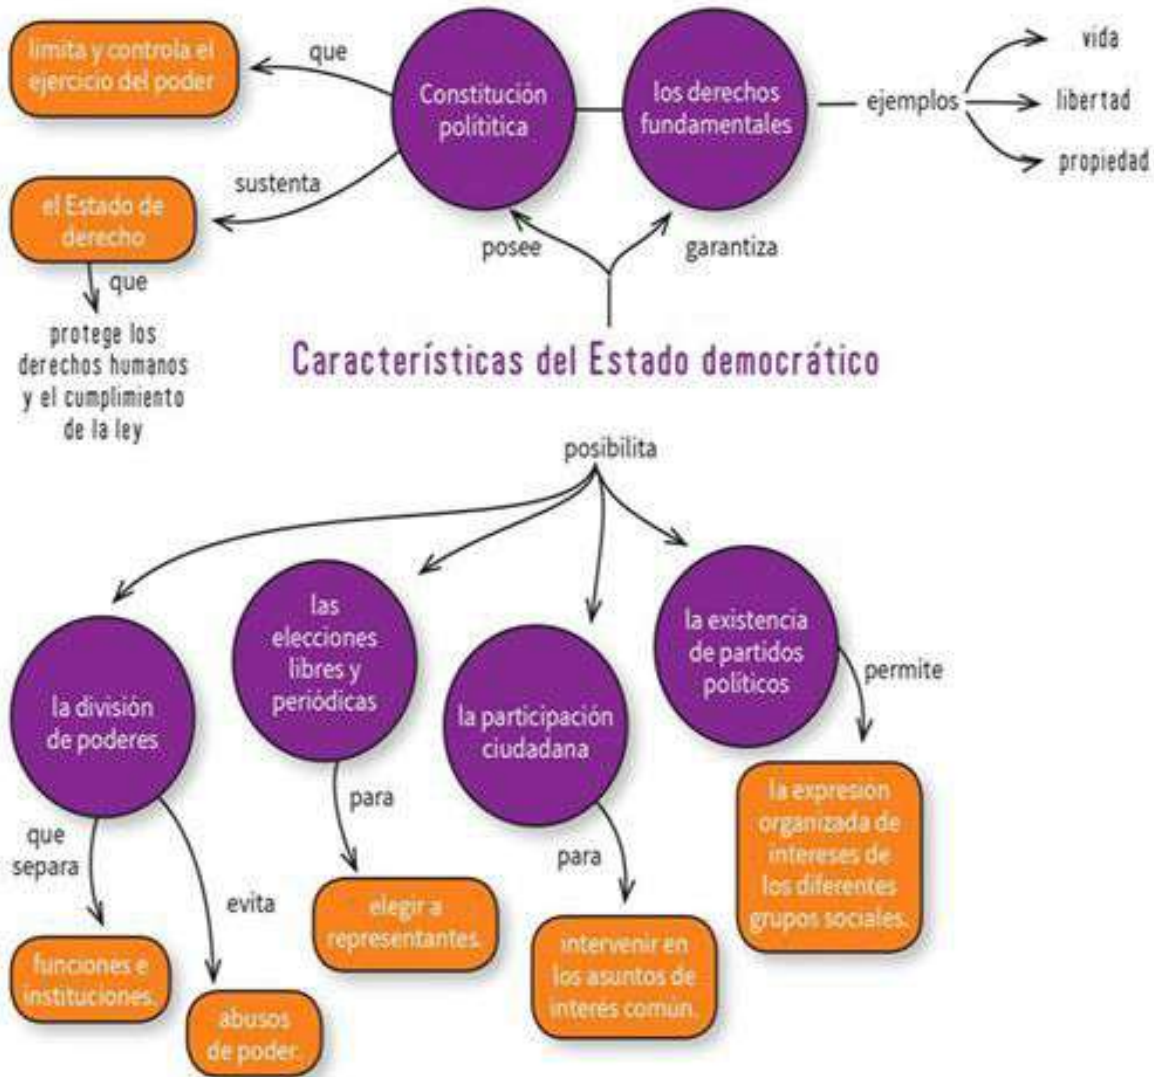 limita y controla el
ejercicio del poder
que
Constitución
polítitica
los derechos
fundamentales
ejemplos
vida
libertad
propiedad
sustenta
el Estado de
derecho
posee
garantiza
que
protege los
derechos humanos
y el cumplimiento
de la ley
Características del Estado democrático
posibilita
la división
de poderes
las
elecciones
libres y
periódicas
la participación
ciudadana
la existencia
de partidos
políticos
permite
que
separa
evita
para
para
funciones e
instituciones.
abusos
de poder.
elegir a
representantes.
intervenir en
los asuntos de
interés común.
la expresión
organizada de
intereses de
los diferentes
grupos sociales.